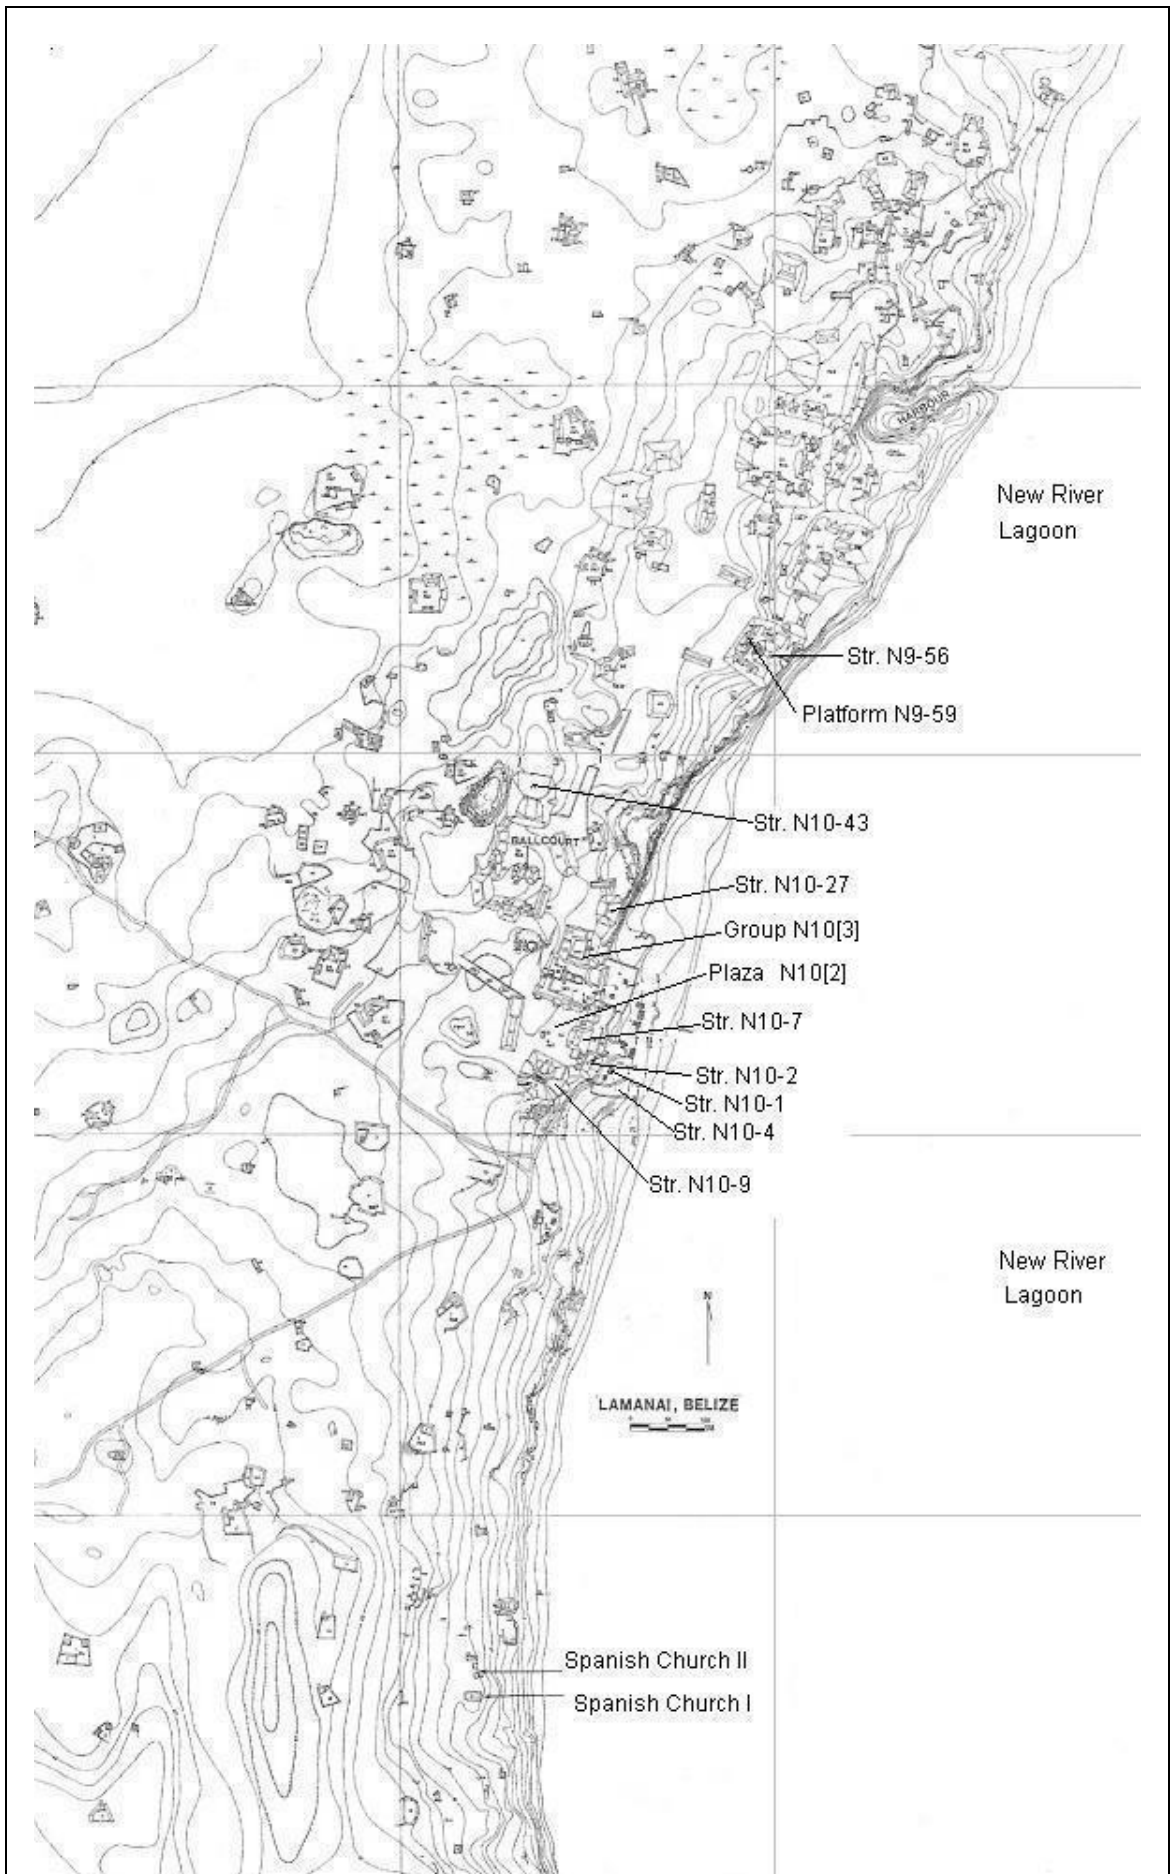 HARBOUR
New River
Lagoon
Str. N9-56
Platform N9-59
Str. N10-43
BALLCOURT
Str. N10-27
Group N10[3]
Plaza N10[2]
Str. N10-7
Str. N10-2
Str. N10-1
Str. N10-4
Str. N10-9
New River
Lagoon
N
LAMANAI, BELIZE
Spanish Church II
Spanish Church I